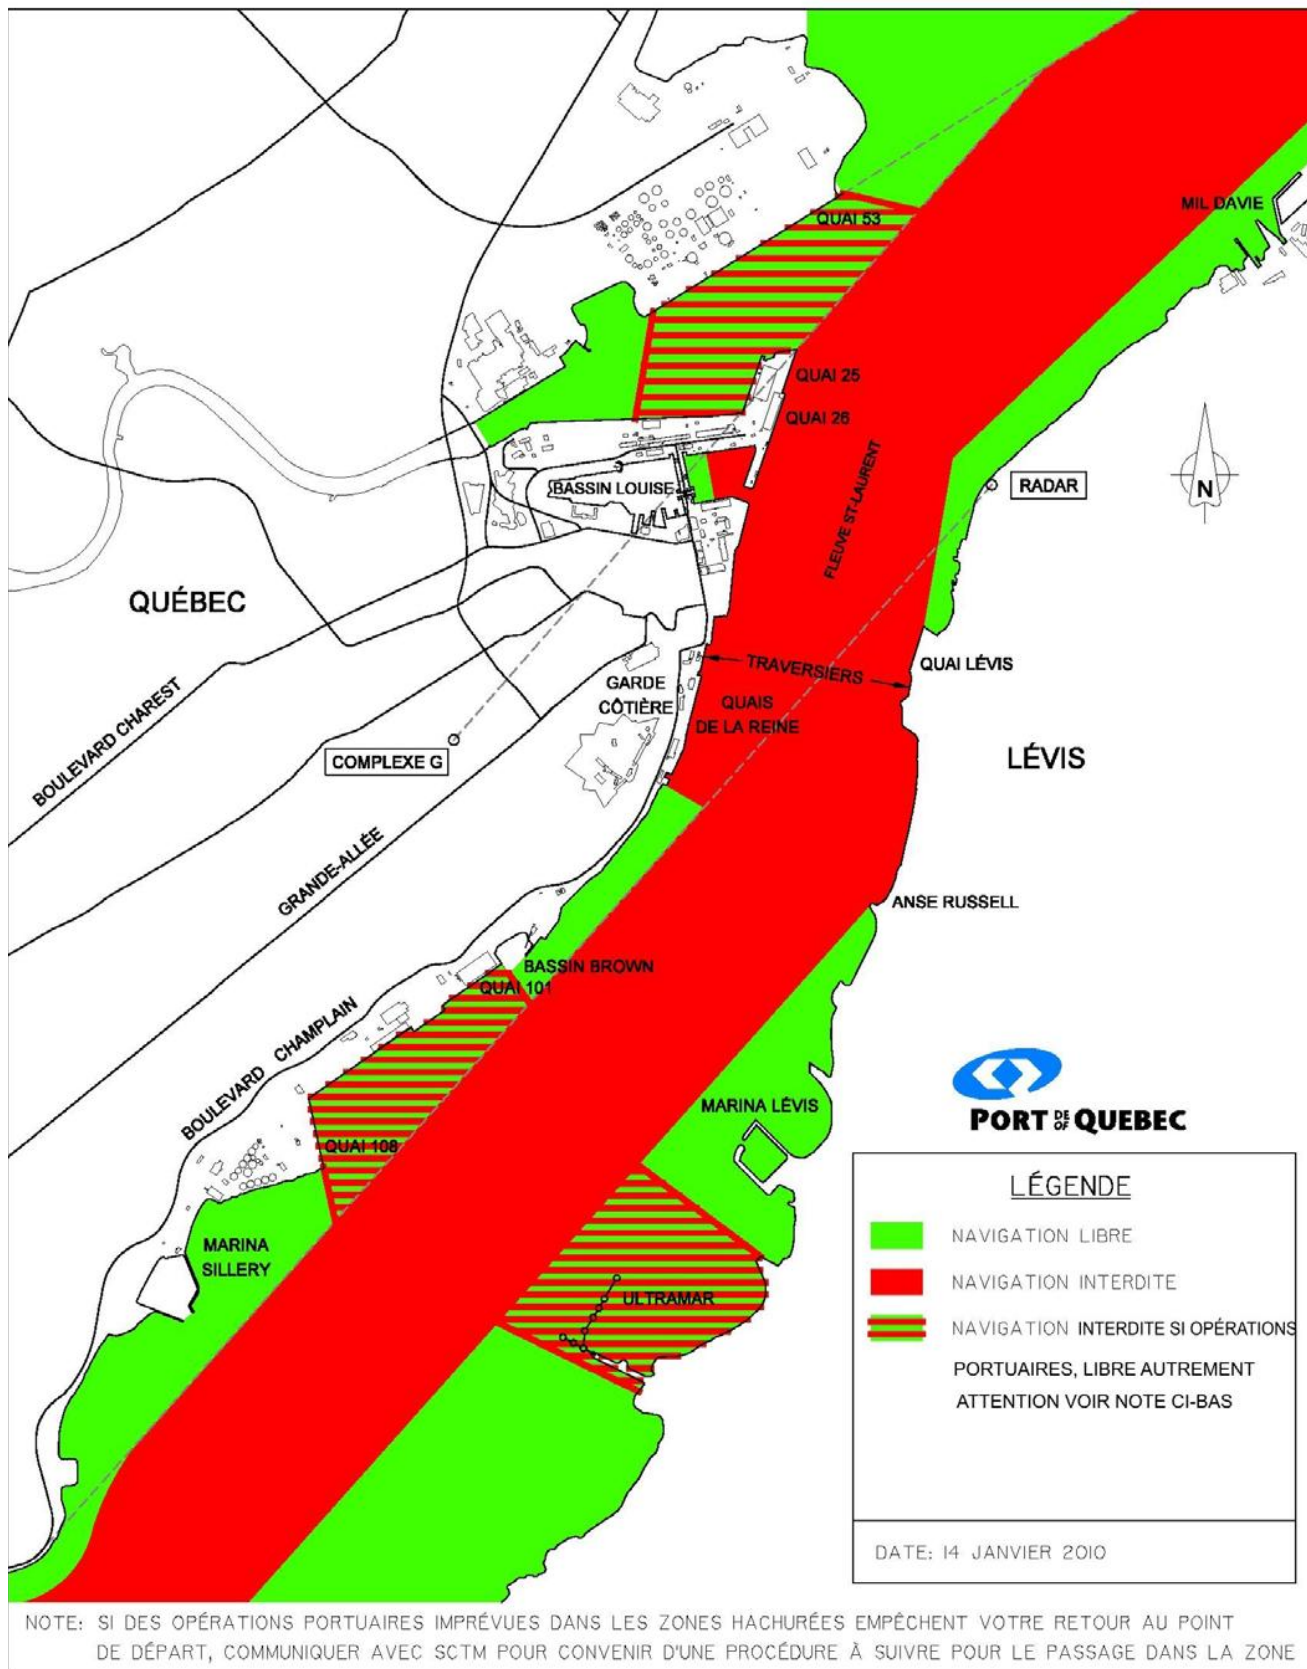 MIL DAVIE
QUAI 53
QUAI 25
QUAI 26
FLEUVE ST-LAURENT
BASSIN LOUISE
RADAR
N
QUÉBEC
TRAVERSIERS
QUAI LÉVIS
GARDE
CÔTIÈRE
QUAIS
DE LA REINE
BOULEVARD CHAREST
COMPLEXE G
LÉVIS
GRANDE-ALLÉE
ANSE RUSSELL
BASSIN BROWN
QUAI 101
BOULEVARD CHAMPLAIN
MARINA LÉVIS
QUAI 108
MARINA
SILLERY
ULTRAMAR
PORT DE OF QUEBEC
LÉGENDE
NAVIGATION LIBRE
NAVIGATION INTERDITE
NAVIGATION INTERDITE SI OPÉRATIONS
PORTUAIRES, LIBRE AUTREMENT
ATTENTION VOIR NOTE CI-BAS
DATE: 14 JANVIER 2010
NOTE: SI DES OPÉRATIONS PORTUAIRES IMPRÉVUES DANS LES ZONES HACHURÉES EMPÊCHENT VOTRE RETOUR AU POINT
DE DÉPART, COMMUNIQUER AVEC SCTM POUR CONVENIR D'UNE PROCÉDURE À SUIVRE POUR LE PASSAGE DANS LA ZONE